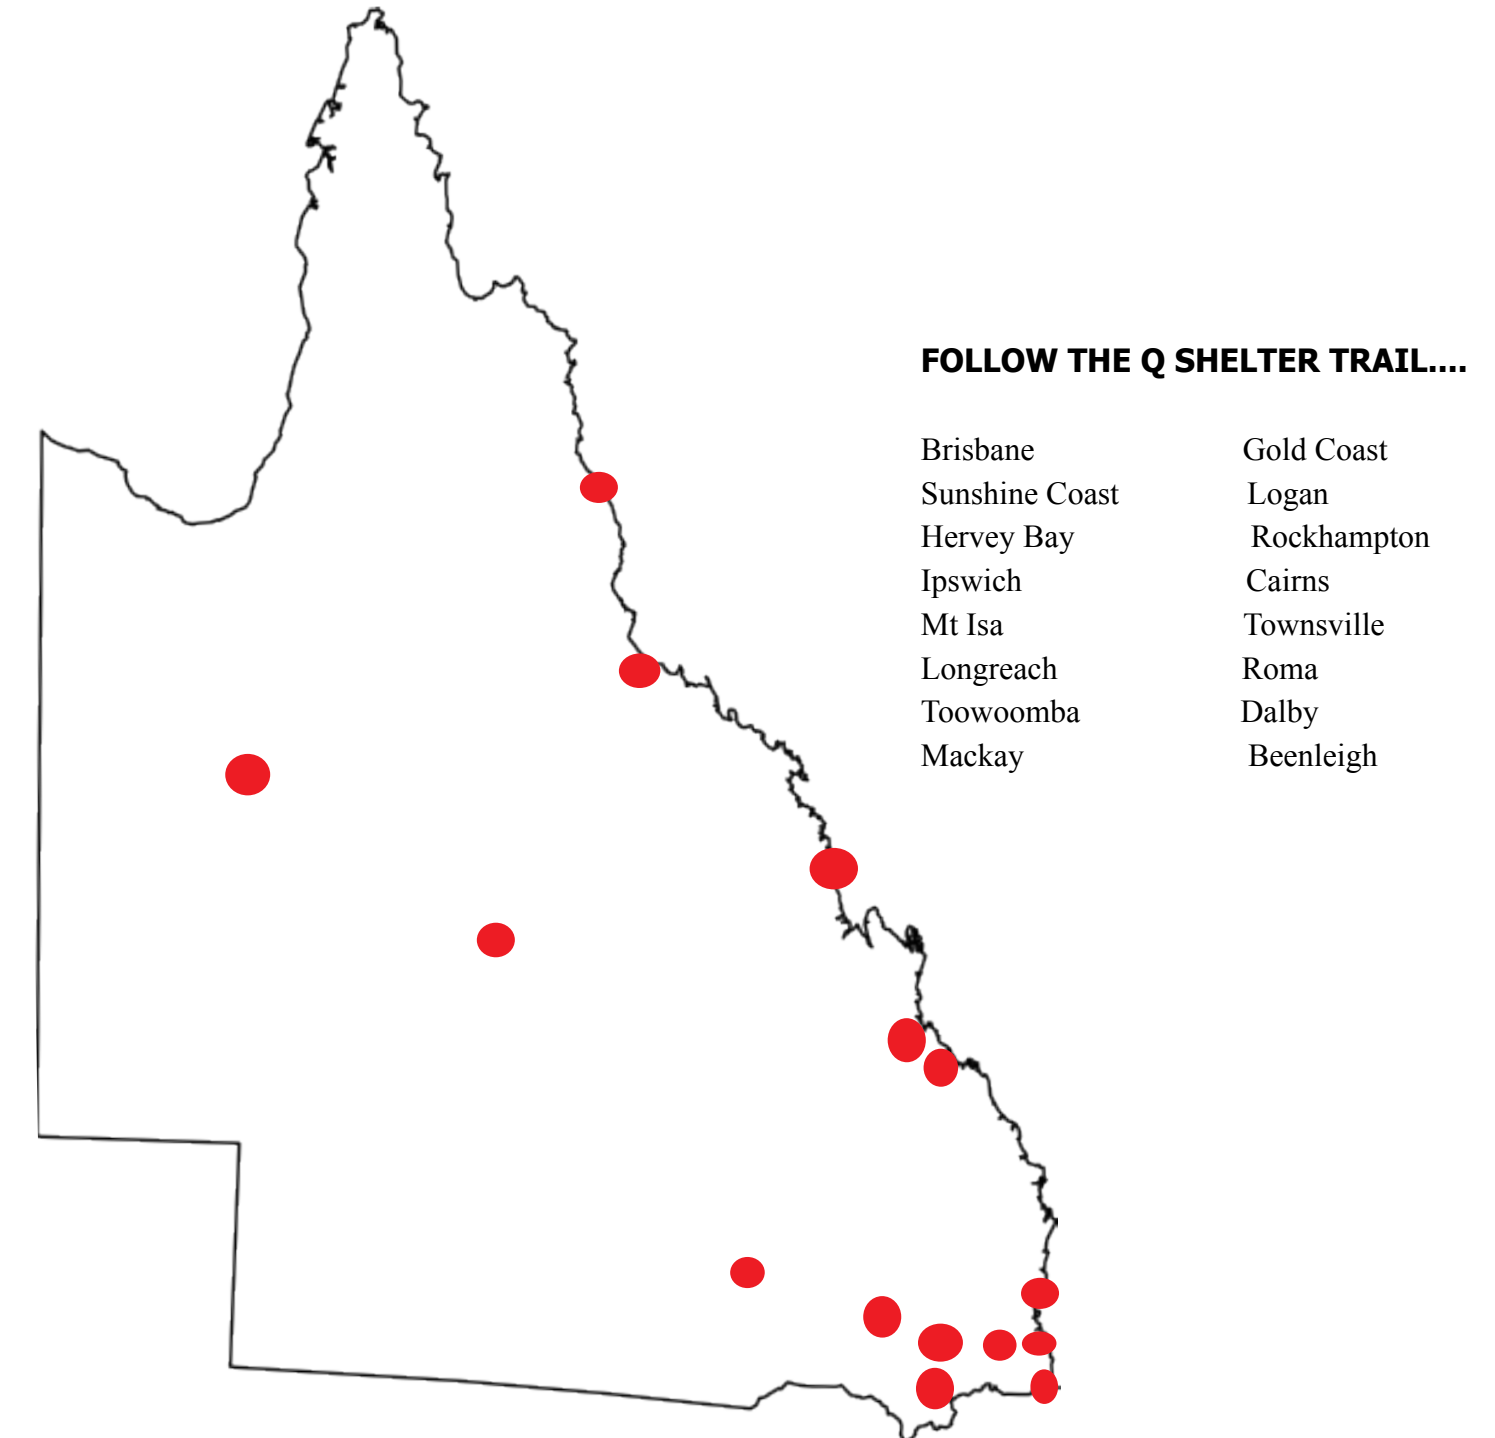 FOLLOW THE Q SHELTER TRAIL....
Brisbane Gold Coast
Sunshine Coast Logan
Hervey Bay Rockhampton
Ipswich Cairns
Mt Isa Townsville
Longreach Roma
Toowoomba Dalby
Mackay Beenleigh